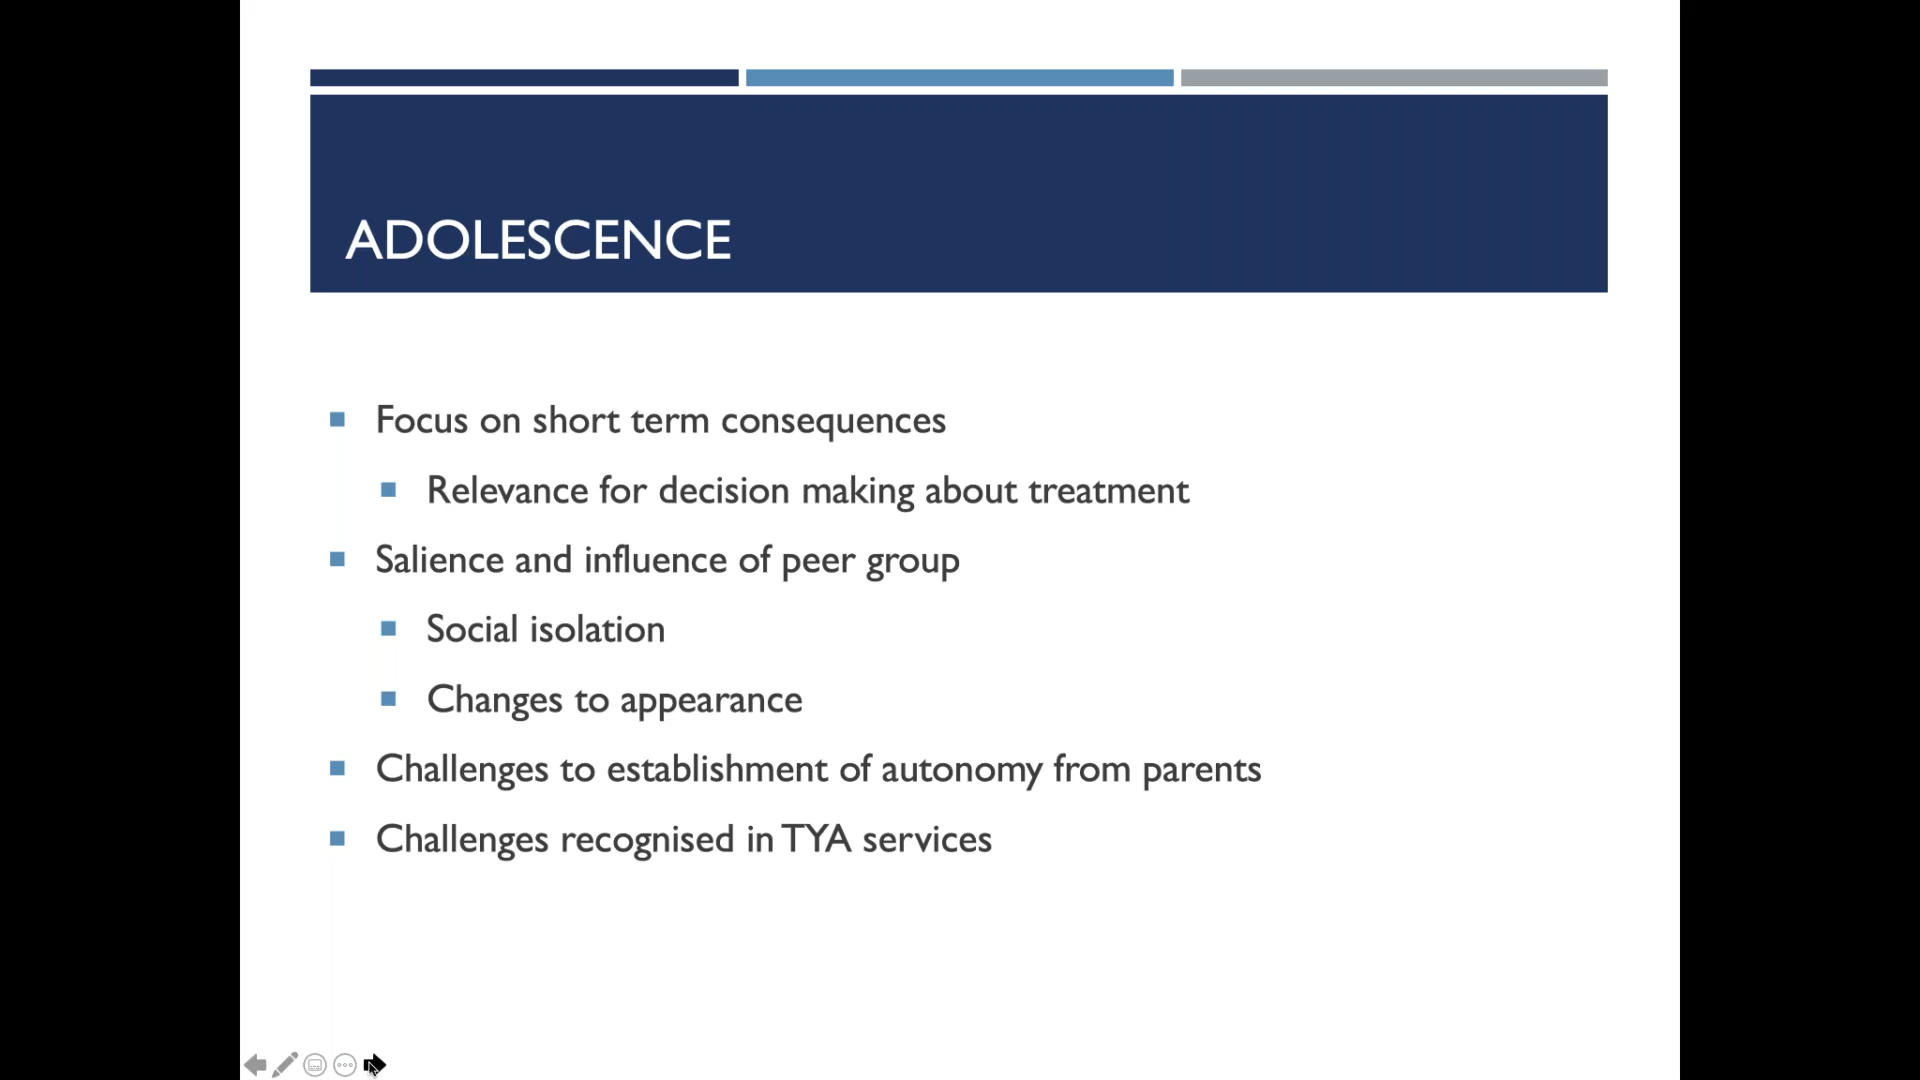 ADOLESCENCE
Focus on short term consequences
Relevance for decision making about treatment
Salience and influence of peer group
Social isolation
Changes to appearance
Challenges to establishment of autonomy from parents
Challenges recognised in TYA services